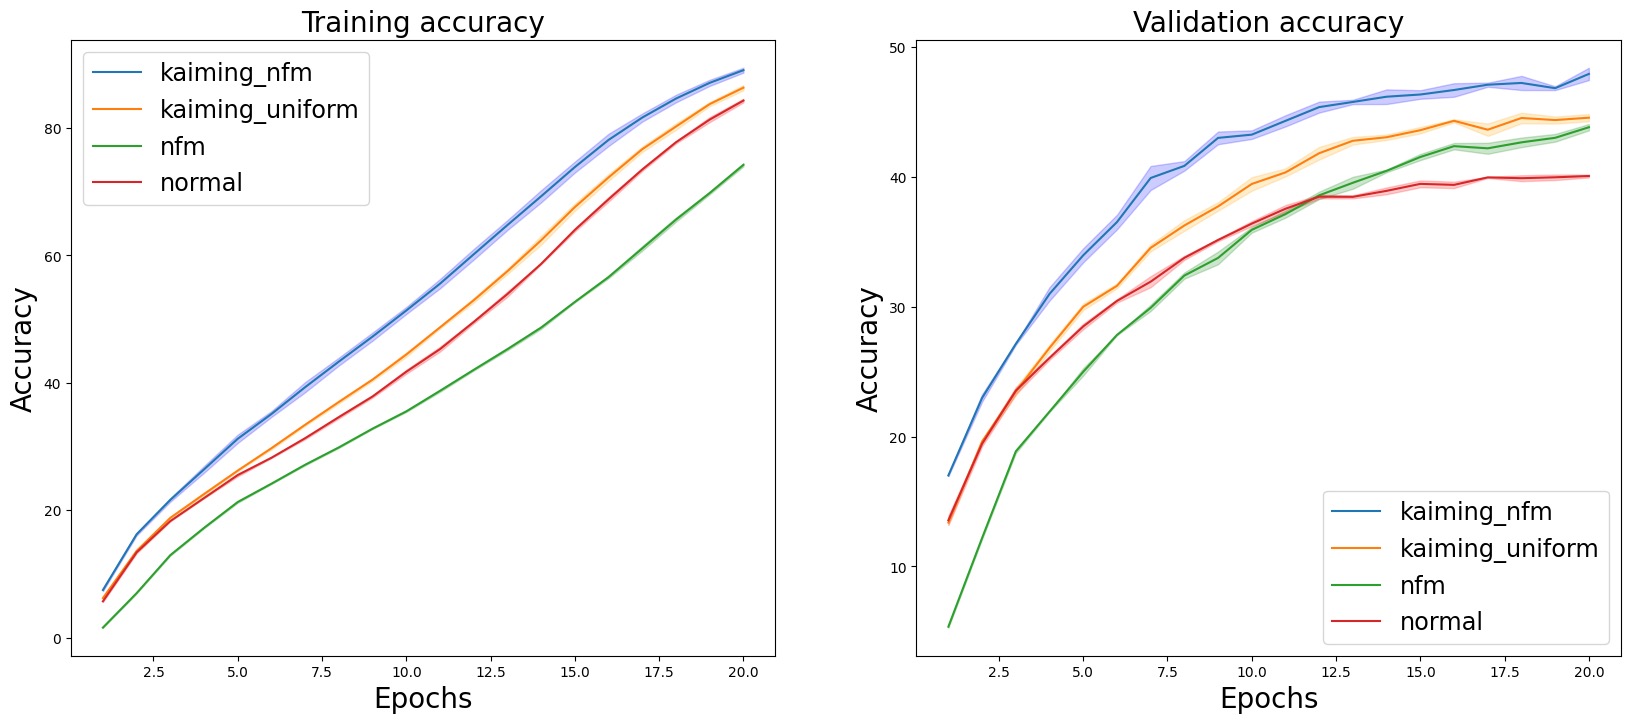 Training accuracy
kaiming_nfm
kaiming_uniform
nfm
normal
Accuracy
80
60
40
20
0
2.5 5.0 7.5 10.0 12.5 15.0 17.5 20.0
Epochs
Validation accuracy
Accuracy
50
40
30
20
10
kaiming_nfm
kaiming_uniform
nfm
normal
2.5 5.0 7.5 10.0 12.5 15.0 17.5 20.0
Epochs